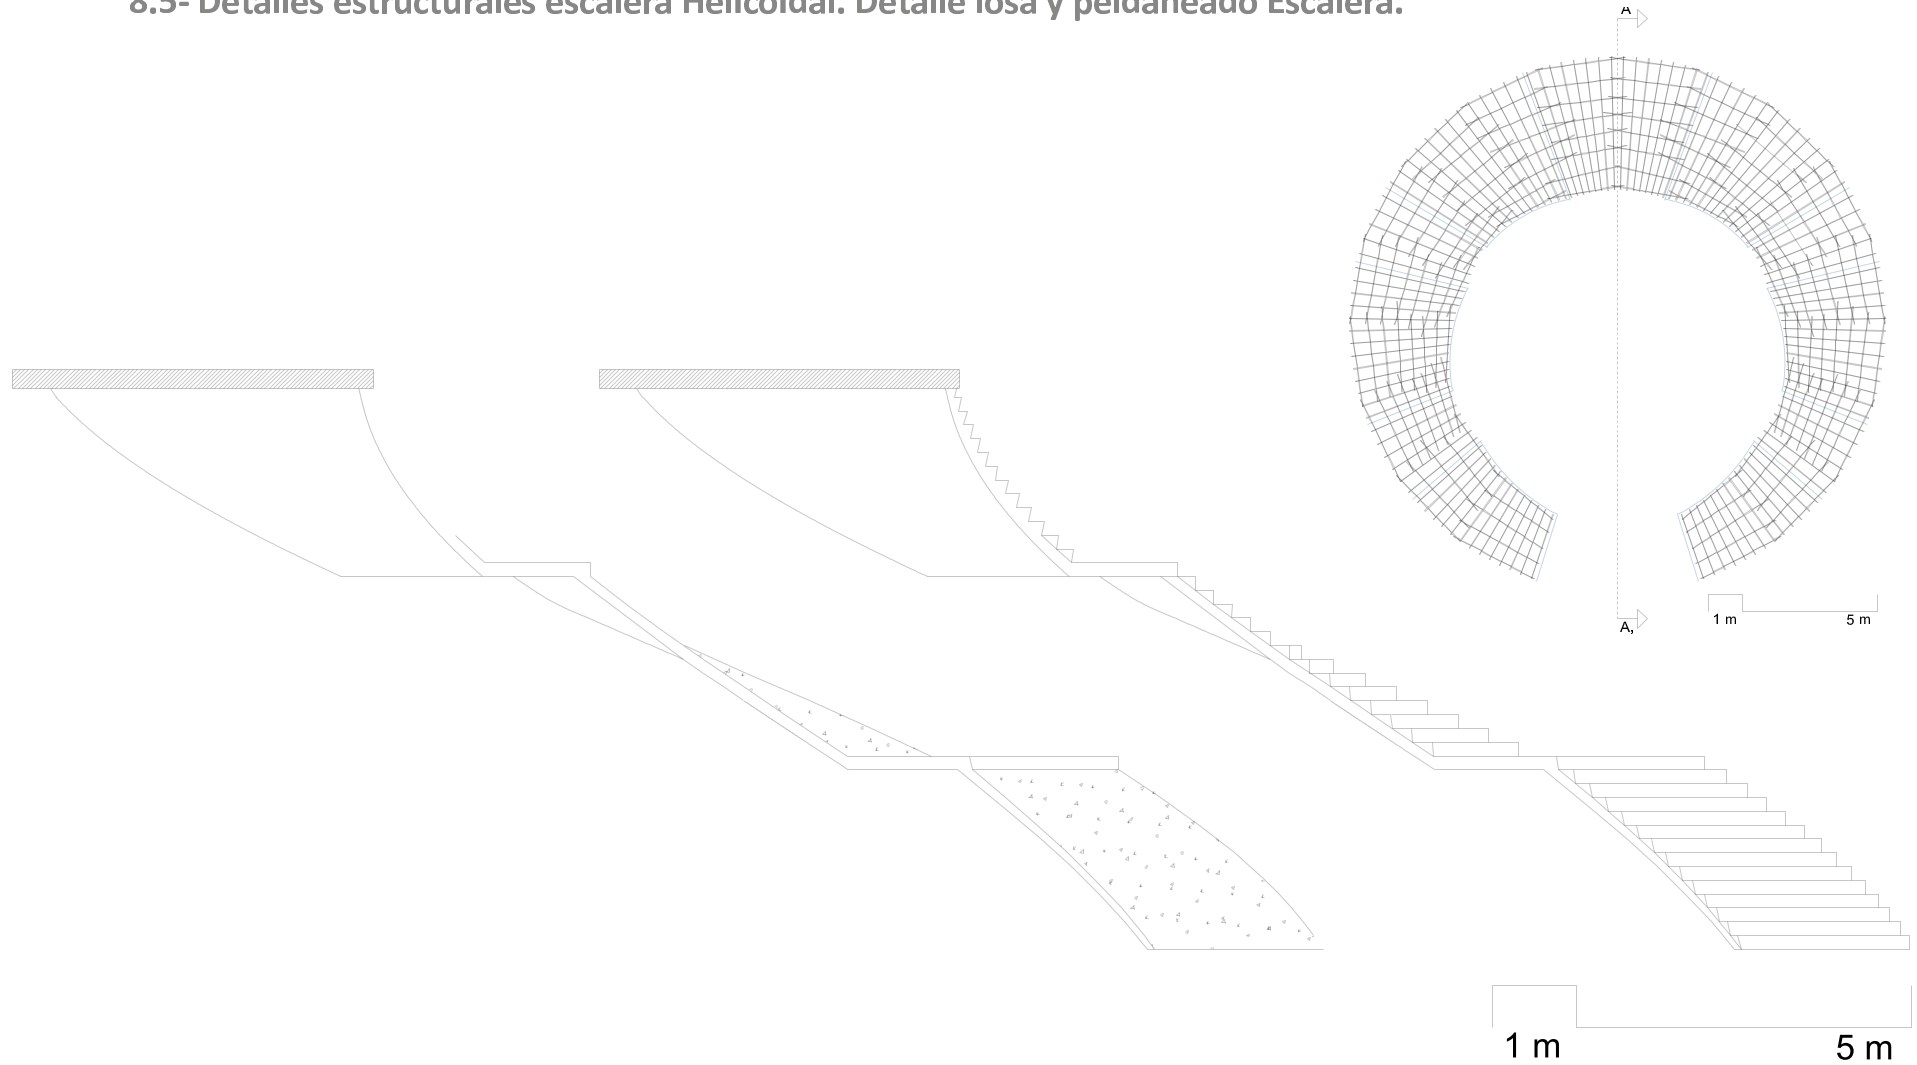 8.5- Detalles estructurales escalera Helicoidal. Detalle losa y peldañeado Escalera.
A
1 m 5 m
A,
1 m 5 m